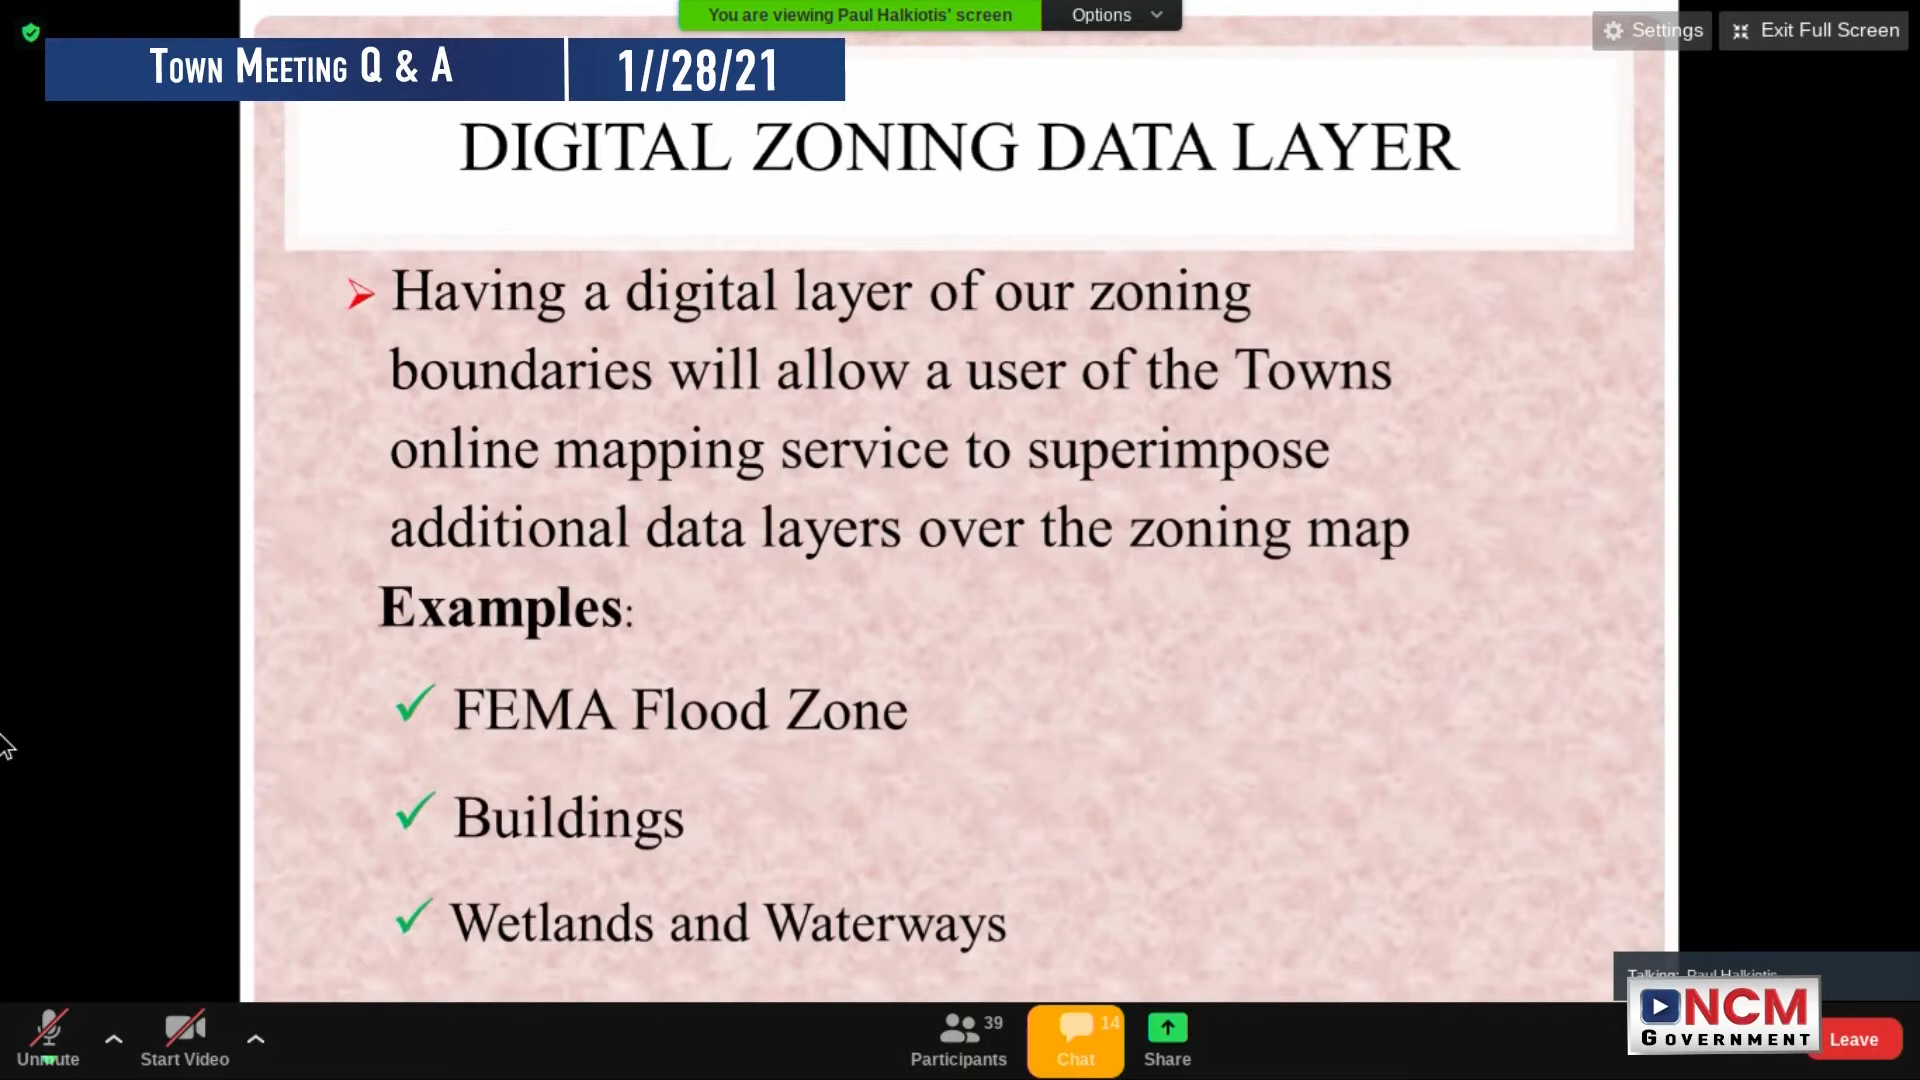 You are viewing Paul Halkiotis' screen
Options
Settings
Exit Full Screen
Town Meeting Q & A
1//28/21
DIGITAL ZONING DATA LAYER
Having a digital layer of our zoning
boundaries will allow a user of the Towns
online mapping service to superimpose
additional data layers over the zoning map
Examples:
FEMA Flood Zone
Buildings
Wetlands and Waterways
Talking: Paul Halkiotis
NCM
GOVERNMENT
Unmute
Start Video
39
Participants
14
Chat
Share
Leave